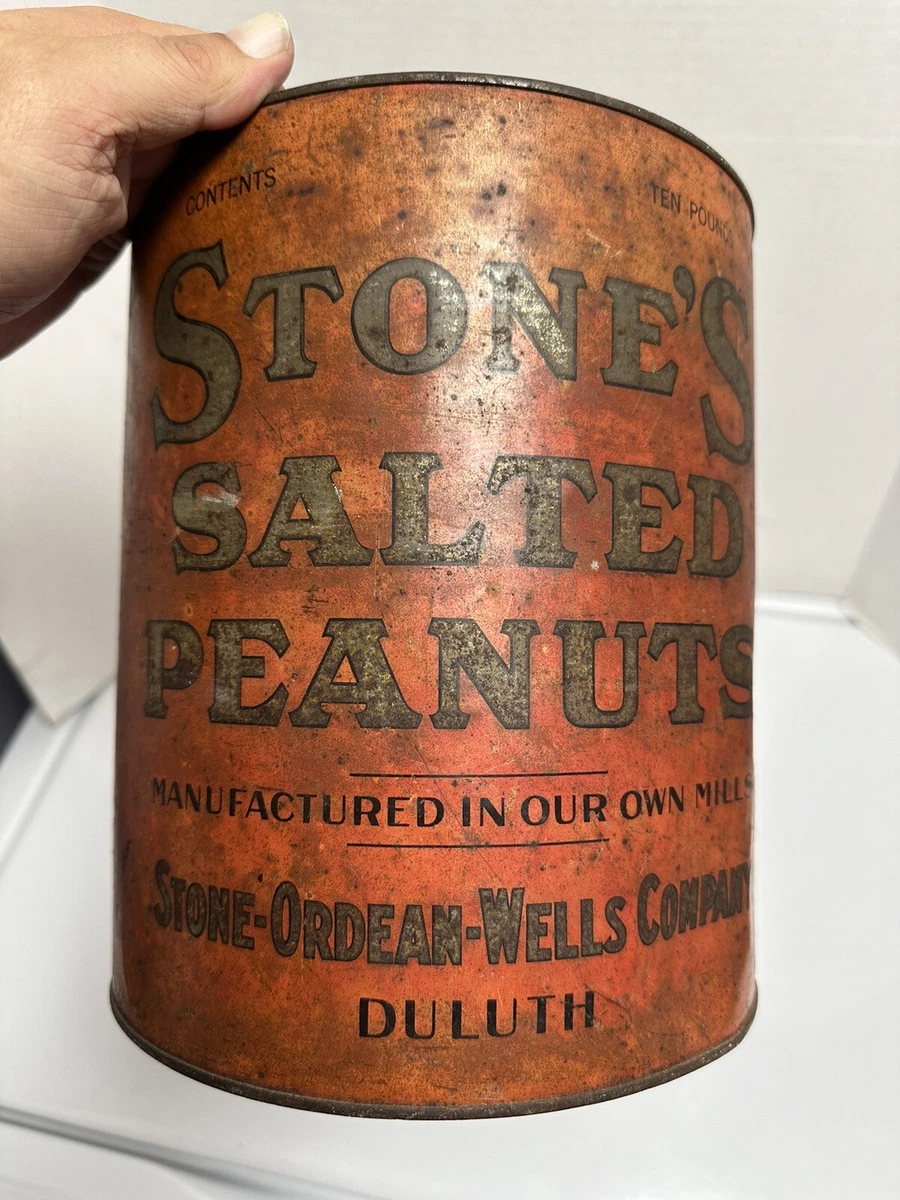 CONTENTS TEN POUNDS
STONE'S
SALTED
PEANUTS
MANUFACTURED IN OUR OWN MILLS
STONE-ORDEAN-WELLS COMPANY
DULUTH